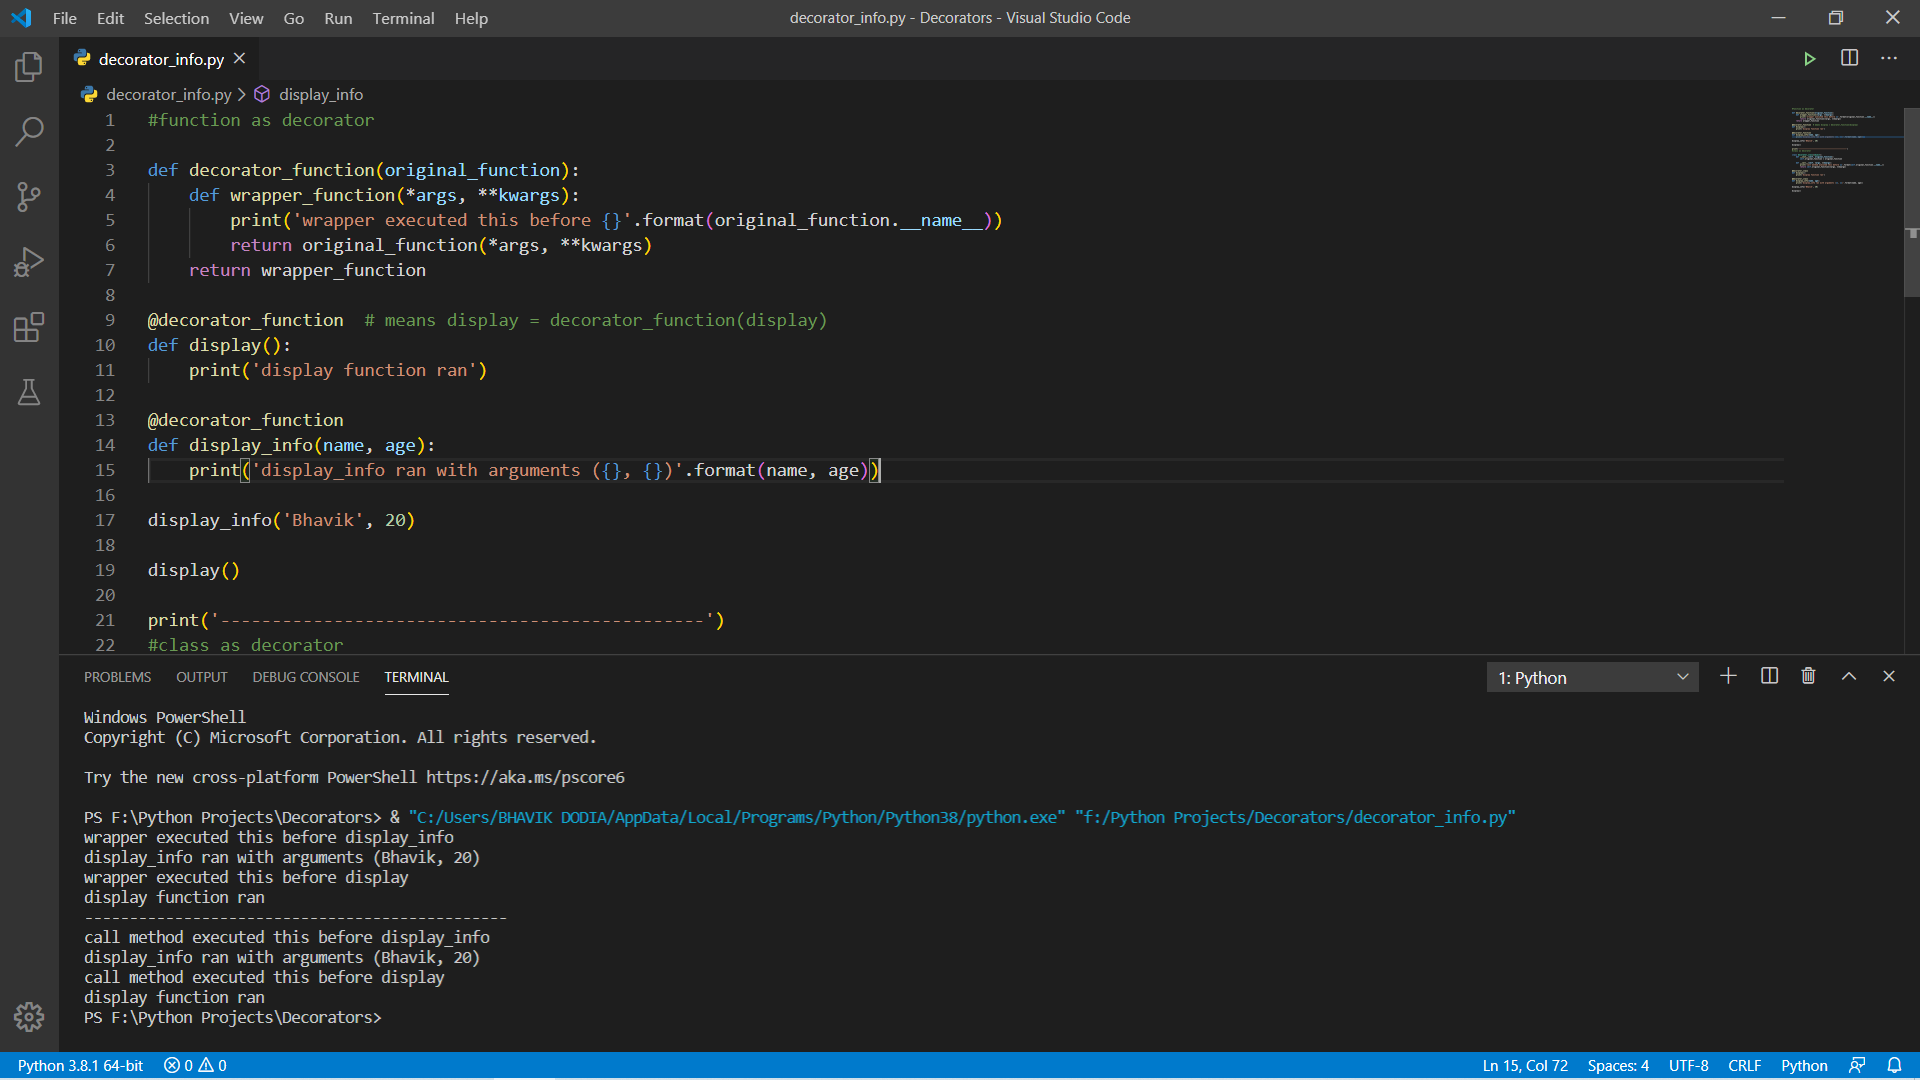 File Edit Selection View Go Run Terminal Help decorator_info.py - Decorators - Visual Studio Code
decorator_info.py
decorator_info.py > display_info
1 #function as decorator
2
3 def decorator_function(original_function):
4     def wrapper_function(*args, **kwargs):
5         print('wrapper executed this before {}'.format(original_function.__name__))
6         return original_function(*args, **kwargs)
7     return wrapper_function
8
9 @decorator_function  # means display = decorator_function(display)
10 def display():
11     print('display function ran')
12
13 @decorator_function
14 def display_info(name, age):
15     print('display_info ran with arguments ({}, {})'.format(name, age))
16
17 display_info('Bhavik', 20)
18
19 display()
20
21 print('-----------------------------------------------')
22 #class as decorator
PROBLEMS OUTPUT DEBUG CONSOLE TERMINAL 1: Python
Windows PowerShell
Copyright (C) Microsoft Corporation. All rights reserved.
Try the new cross-platform PowerShell https://aka.ms/pscore6
PS F:\Python Projects\Decorators> & "C:/Users/BHAVIK DODIA/AppData/Local/Programs/Python/Python38/python.exe" "f:/Python Projects/Decorators/decorator_info.py"
wrapper executed this before display_info
display_info ran with arguments (Bhavik, 20)
wrapper executed this before display
display function ran
-----------------------------------------------
call method executed this before display_info
display_info ran with arguments (Bhavik, 20)
call method executed this before display
display function ran
PS F:\Python Projects\Decorators>
Python 3.8.1 64-bit 0 0 Ln 15, Col 72 Spaces: 4 UTF-8 CRLF Python